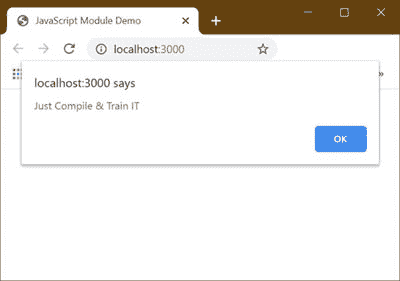 JavaScript Module Demo
localhost:3000
localhost:3000 says
Just Compile & Train IT
OK